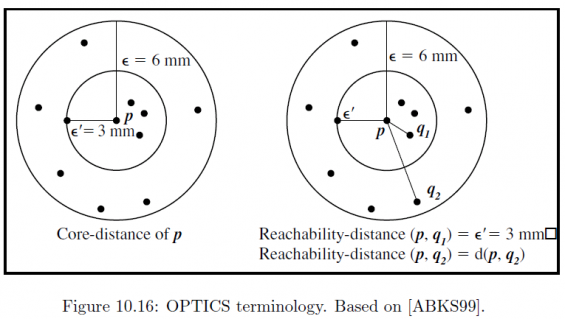 ϵ = 6 mm
p
ϵ′= 3 mm
Core-distance of p
ϵ = 6 mm
ϵ′
p
q1
q2
Reachability-distance (p, q1) = ϵ′= 3 mm□
Reachability-distance (p, q2) = d(p, q2)
Figure 10.16: OPTICS terminology. Based on [ABKS99].